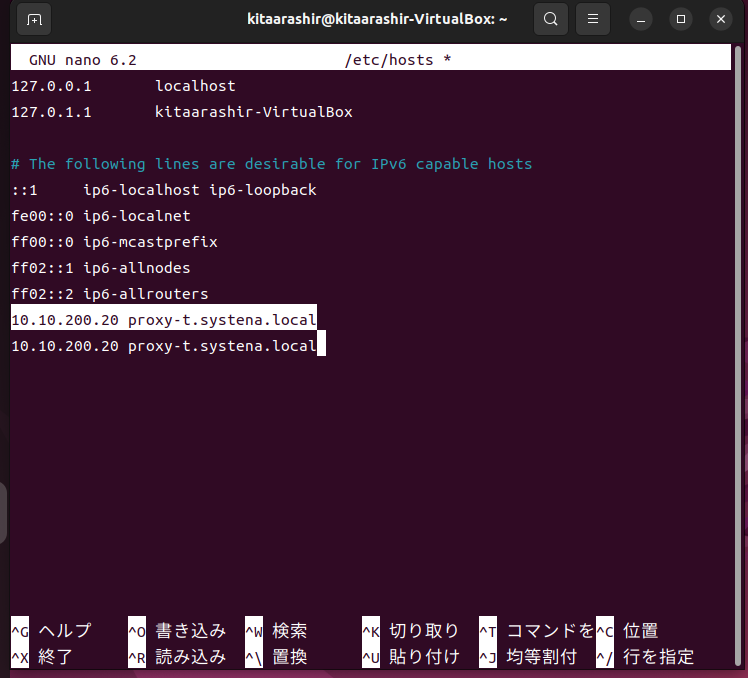 kitaarashir@kitaarashir-VirtualBox: ~
GNU nano 6.2 /etc/hosts *
127.0.0.1 localhost
127.0.1.1 kitaarashir-VirtualBox
# The following lines are desirable for IPv6 capable hosts
::1 ip6-localhost ip6-loopback
fe00::0 ip6-localnet
ff00::0 ip6-mcastprefix
ff02::1 ip6-allnodes
ff02::2 ip6-allrouters
10.10.200.20 proxy-t.systena.local
10.10.200.20 proxy-t.systena.local
^G ヘルプ ^O 書き込み ^W 検索 ^K 切り取り ^T コマンドを ^C 位置
^X 終了 ^R 読み込み ^\ 置換 ^U 貼り付け ^J 均等割付 ^/ 行を指定